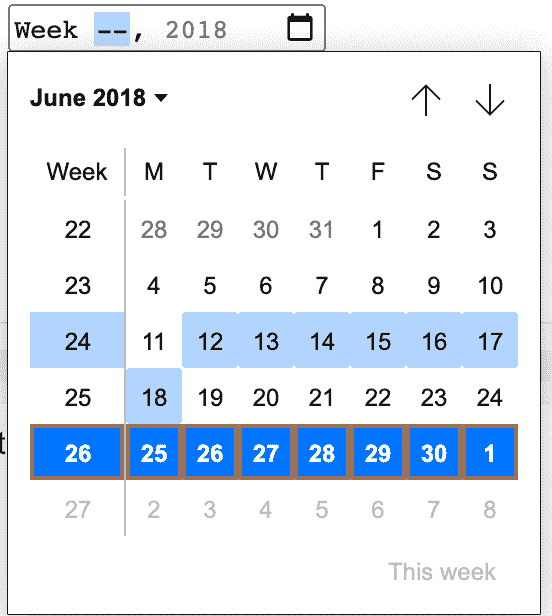 Week --, 2018
June 2018
Week M T W T F S S
22 28 29 30 31 1 2 3
23 4 5 6 7 8 9 10
24 11 12 13 14 15 16 17
25 18 19 20 21 22 23 24
t
26 25 26 27 28 29 30 1
27 2 3 4 5 6 7 8
This week